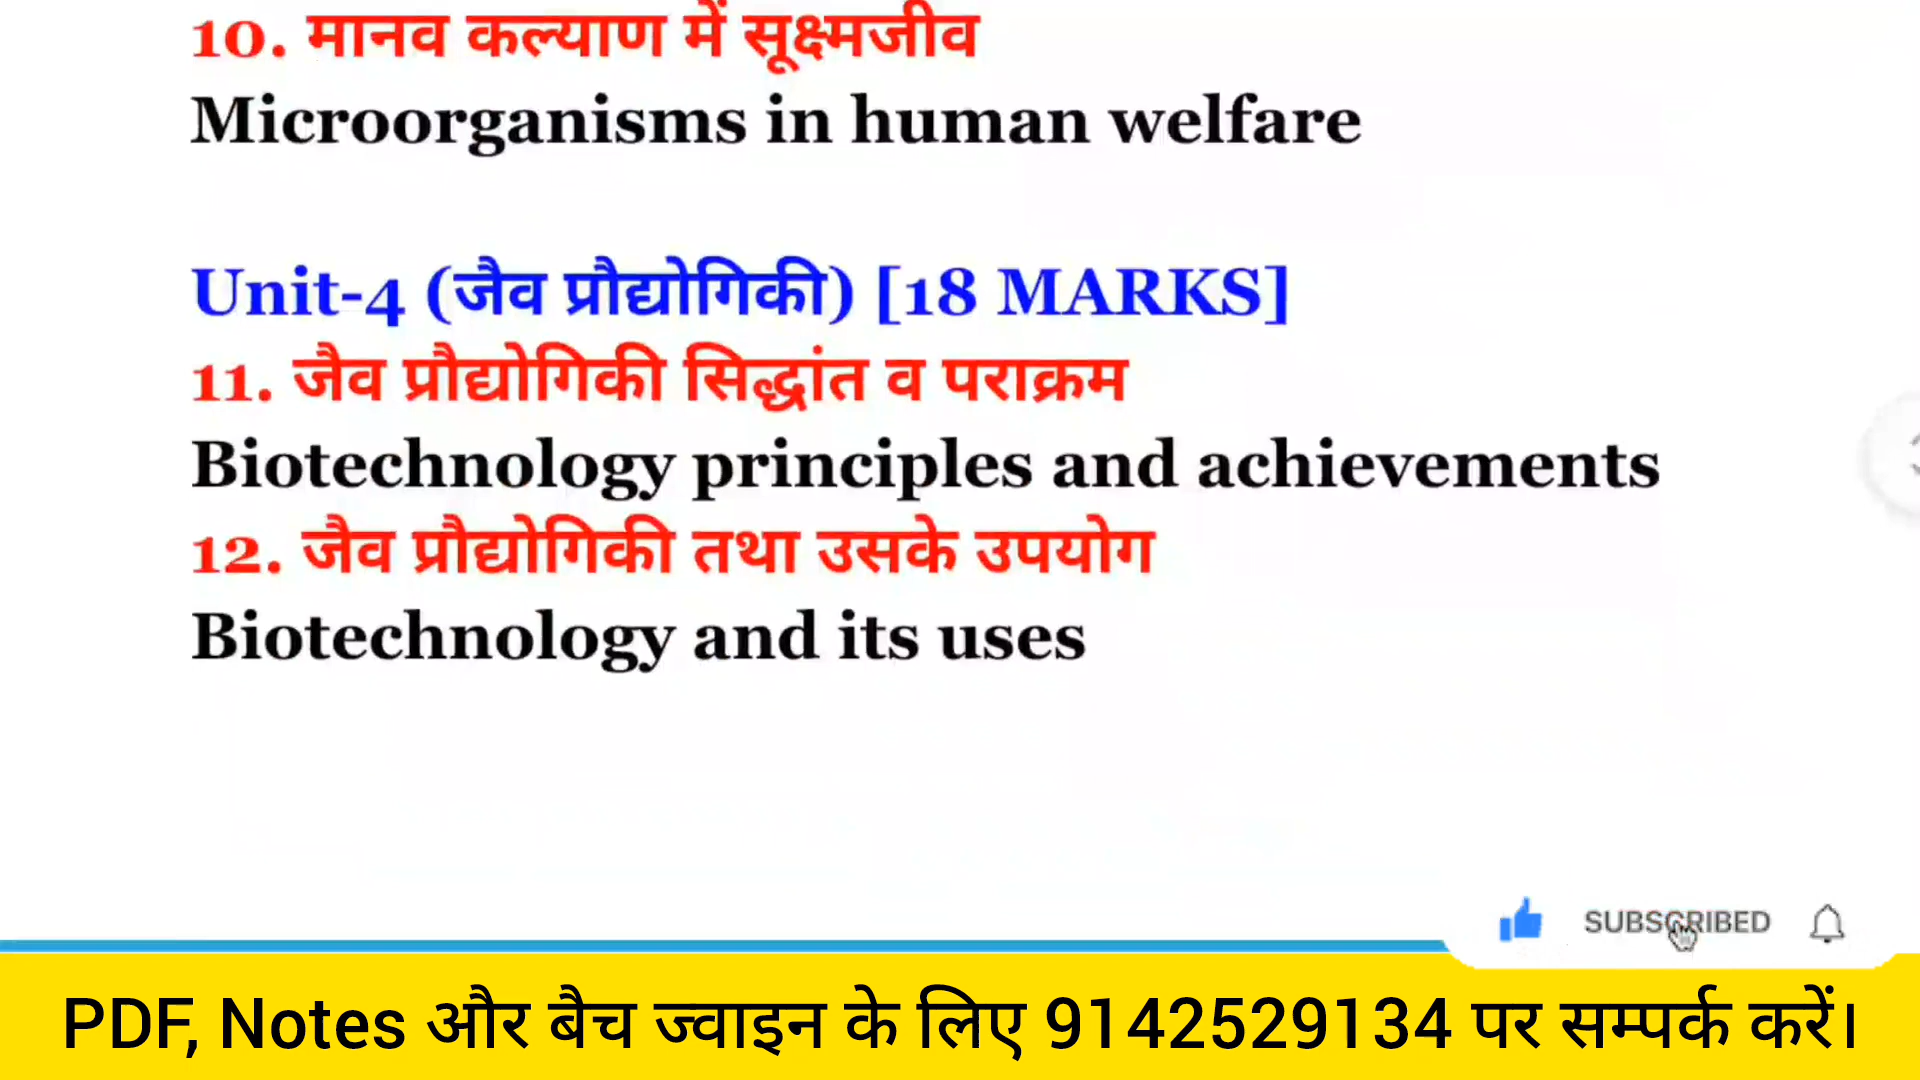 10. मानव कल्याण में सूक्ष्मजीव
Microorganisms in human welfare
Unit-4 (जैव प्रौद्योगिकी) [18 MARKS]
11. जैव प्रौद्योगिकी सिद्धांत व पराक्रम
Biotechnology principles and achievements
12. जैव प्रौद्योगिकी तथा उसके उपयोग
Biotechnology and its uses
SUBSCRIBED
PDF, Notes और बैच ज्वाइन के लिए 9142529134 पर सम्पर्क करें।